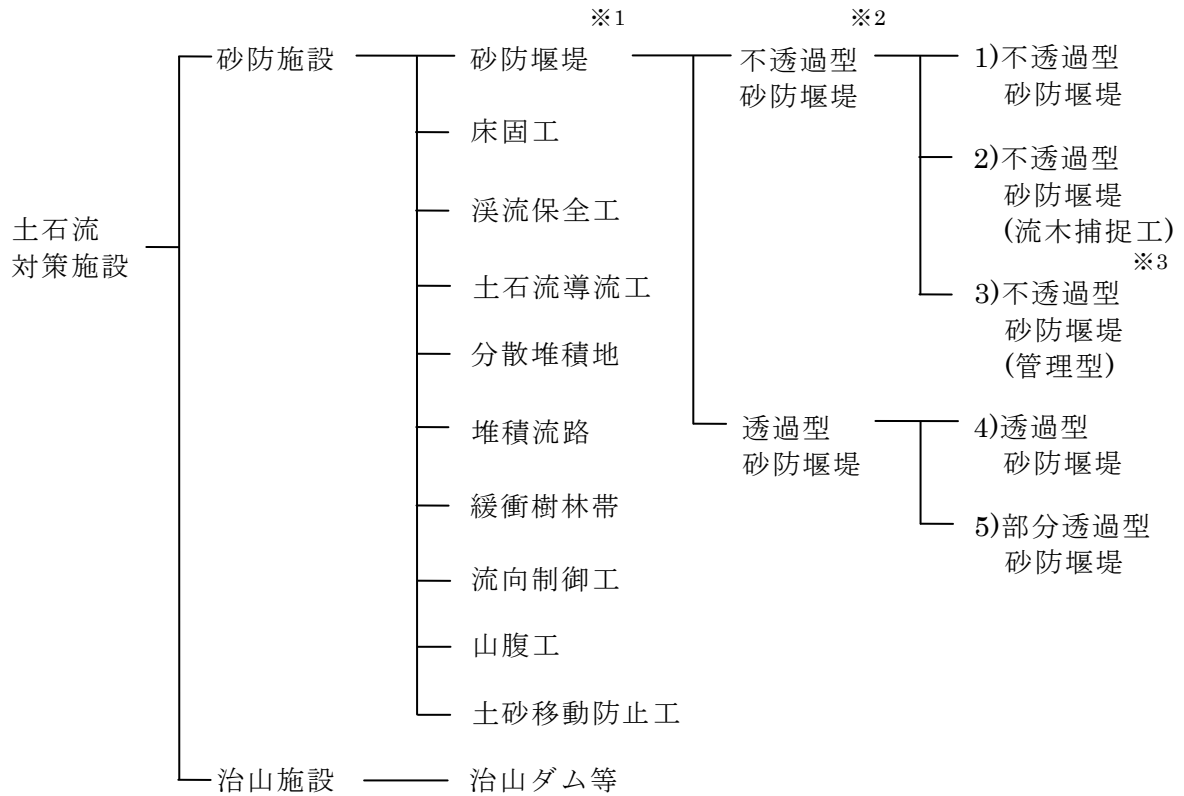 ※1
※2
砂防施設
砂防堰堤
不透過型
砂防堰堤
1)不透過型
砂防堰堤
床固工
2)不透過型
砂防堰堤
(流木捕捉工)
渓流保全工
土石流
対策施設
※3
土石流導流工
3)不透過型
砂防堰堤
(管理型)
分散堆積地
堆積流路
透過型
砂防堰堤
4)透過型
砂防堰堤
緩衝樹林帯
5)部分透過型
砂防堰堤
流向制御工
山腹工
土砂移動防止工
治山施設
治山ダム等